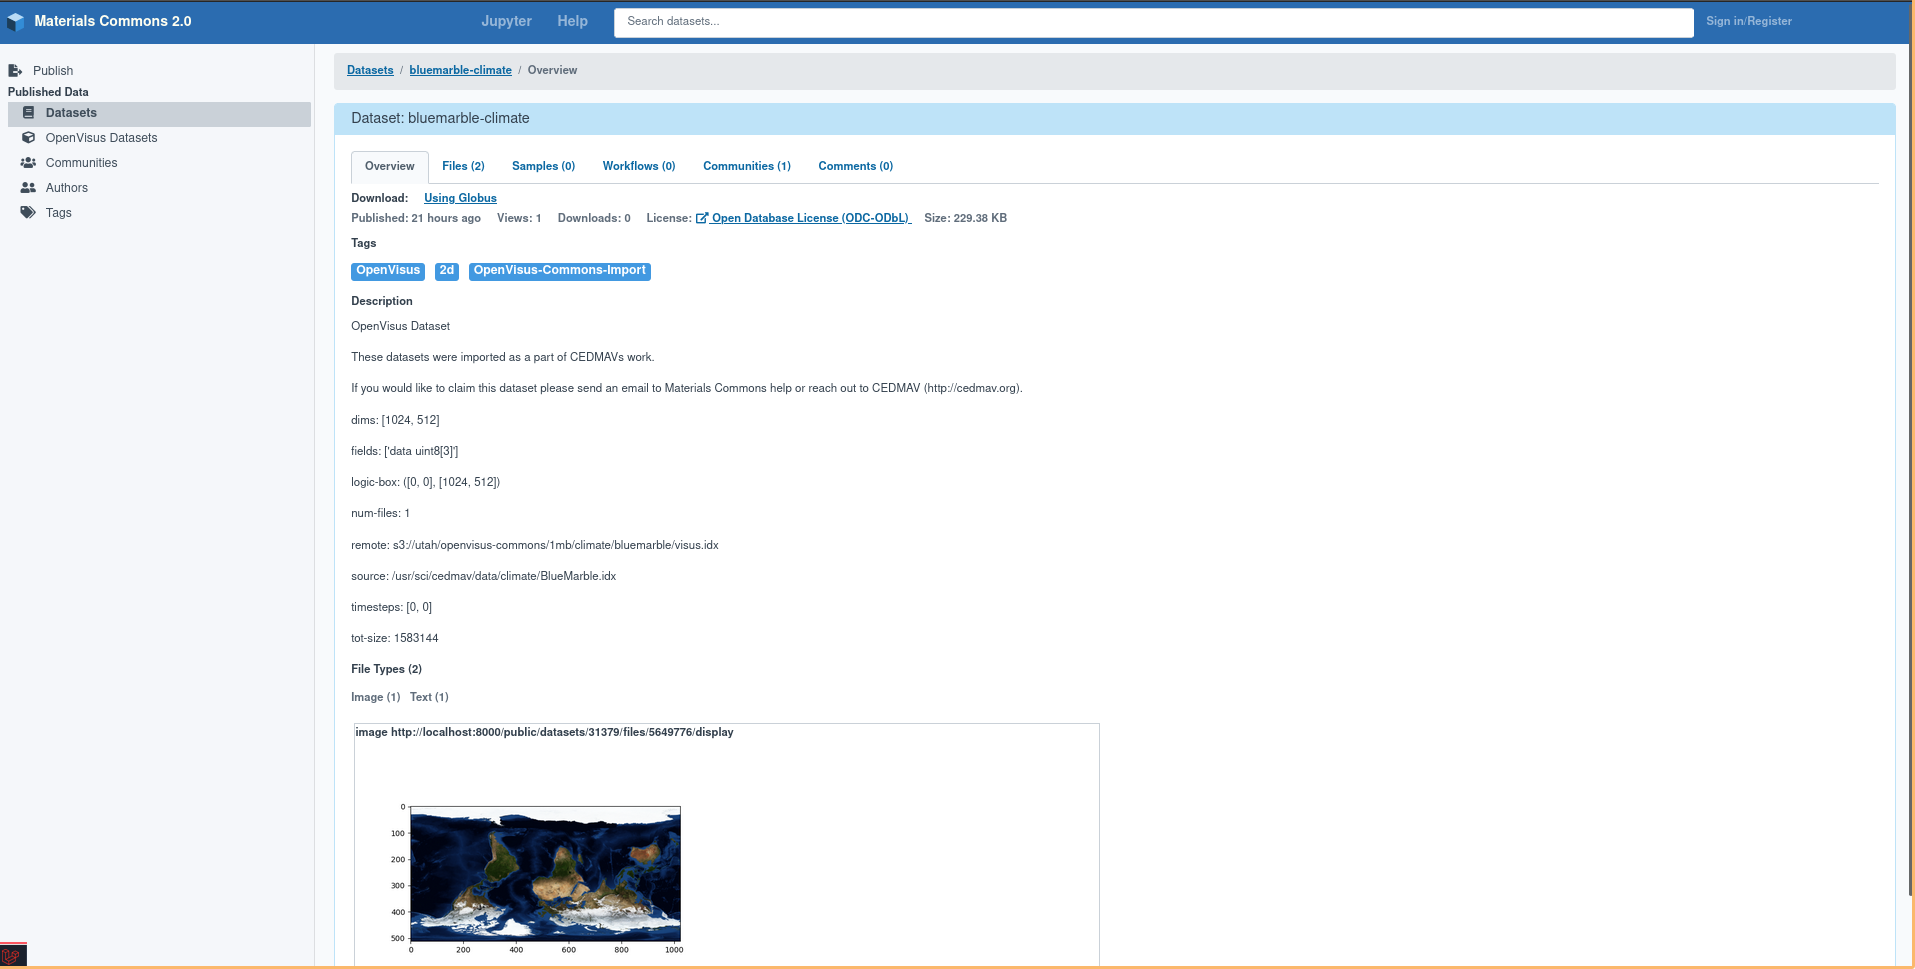 Materials Commons 2.0
Jupyter
Help
Search datasets...
Sign in/Register
Publish
Published Data
Datasets
OpenVisus Datasets
Communities
Authors
Tags
Datasets / bluemarble-climate / Overview
Dataset: bluemarble-climate
Overview
Files (2)
Samples (0)
Workflows (0)
Communities (1)
Comments (0)
Download: Using Globus
Published: 21 hours ago Views: 1 Downloads: 0 License: Open Database License (ODC-ODbL) Size: 229.38 KB
Tags
OpenVisus 2d OpenVisus-Commons-Import
Description
OpenVisus Dataset
These datasets were imported as a part of CEDMAVs work.
If you would like to claim this dataset please send an email to Materials Commons help or reach out to CEDMAV (http://cedmav.org).
dims: [1024, 512]
fields: ['data uint8[3]']
logic-box: ([0, 0], [1024, 512])
num-files: 1
remote: s3://utah/openvisus-commons/1mb/climate/bluemarble/visus.idx
source: /usr/sci/cedmav/data/climate/BlueMarble.idx
timesteps: [0, 0]
tot-size: 1583144
File Types (2)
Image (1) Text (1)
image http://localhost:8000/public/datasets/31379/files/5649776/display
0
100
200
300
400
500
0 200 400 600 800 1000